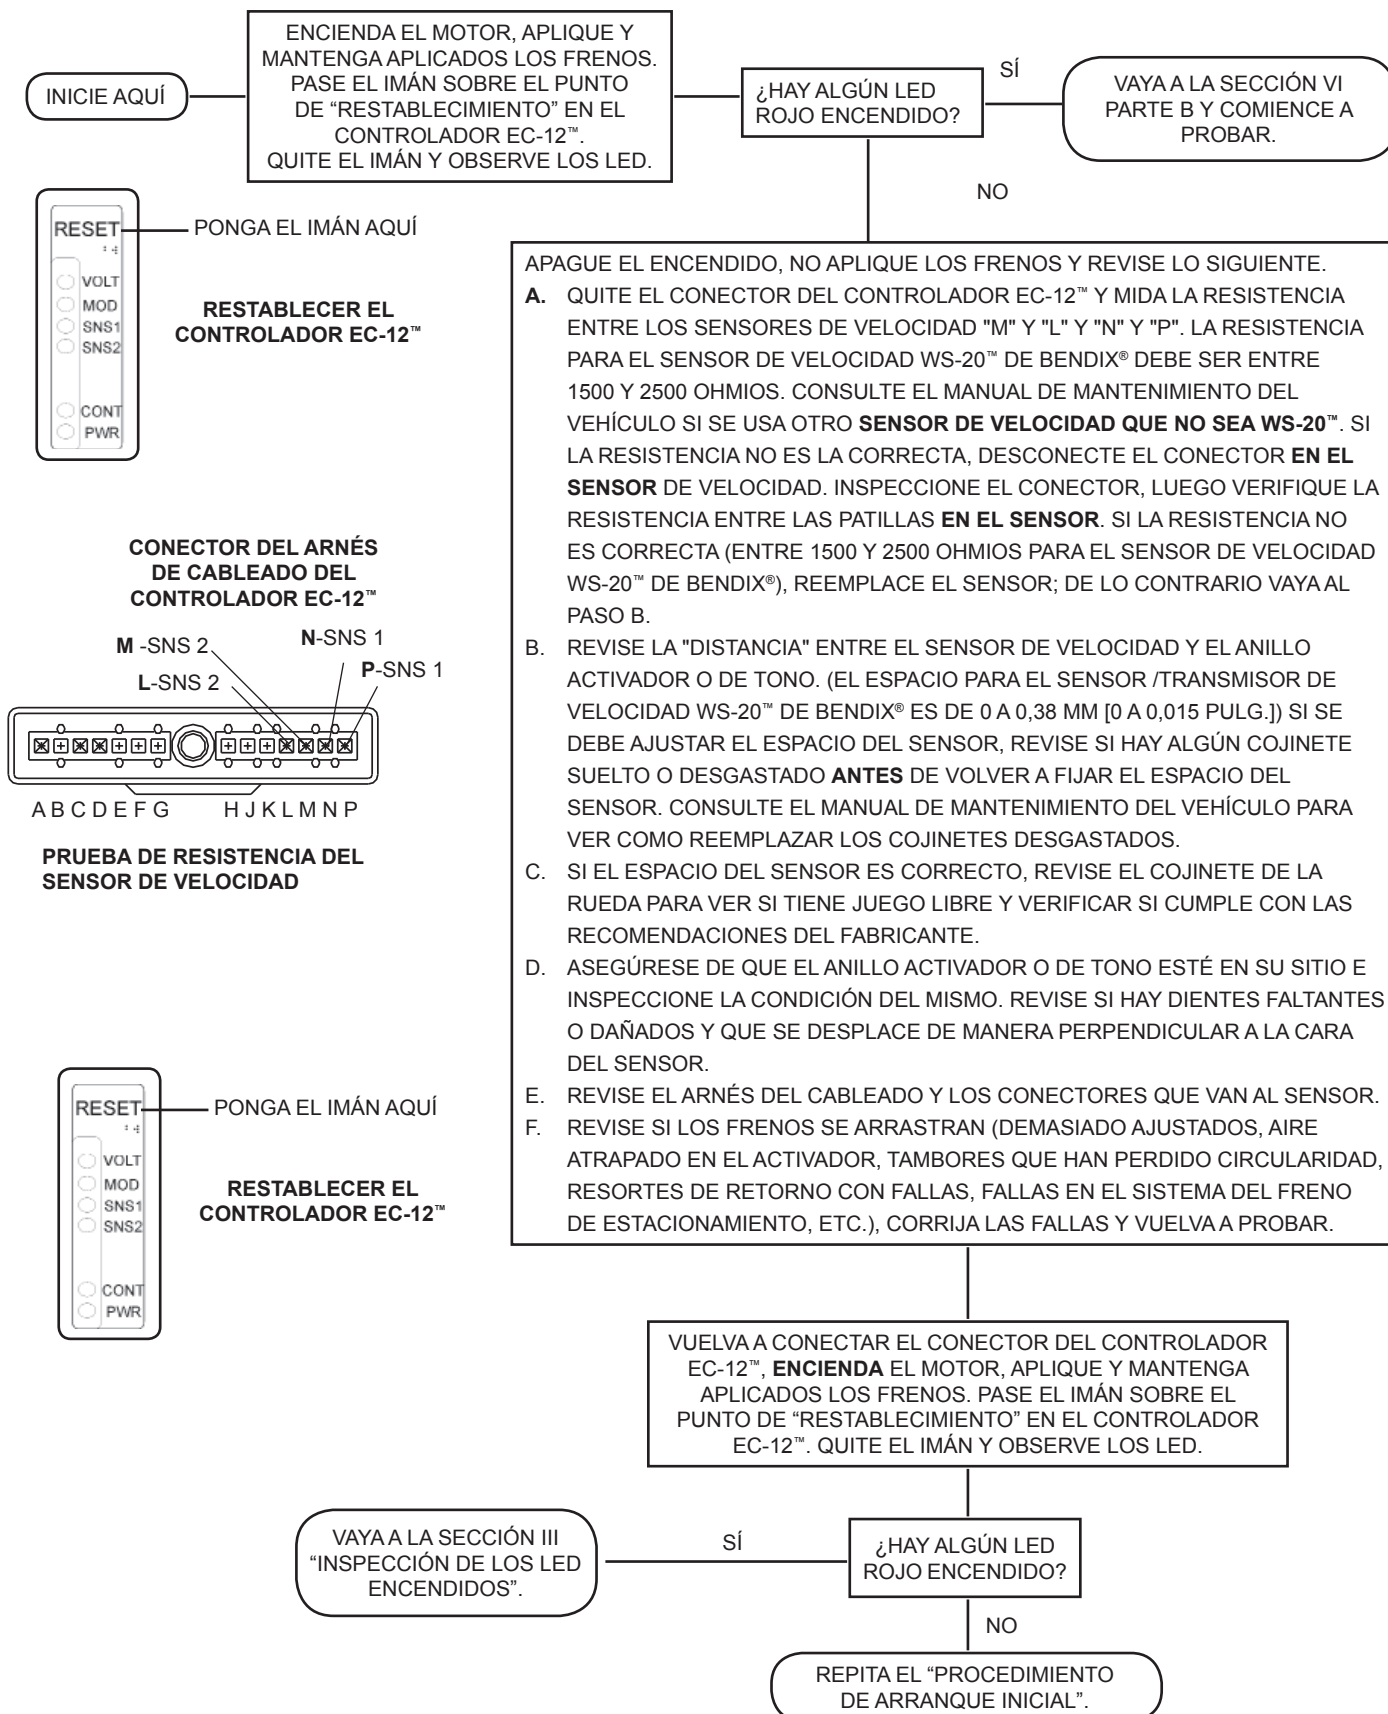 INICIE AQUÍ
ENCIENDA EL MOTOR, APLIQUE Y
MANTENGA APLICADOS LOS FRENOS.
PASE EL IMÁN SOBRE EL PUNTO
DE “RESTABLECIMIENTO” EN EL
CONTROLADOR EC-12™.
QUITE EL IMÁN Y OBSERVE LOS LED.
¿HAY ALGÚN LED
ROJO ENCENDIDO?
SÍ
VAYA A LA SECCIÓN VI
PARTE B Y COMIENCE A
PROBAR.
NO
RESET
PONGA EL IMÁN AQUÍ
VOLT
MOD
SNS1
SNS2
CONT
PWR
RESTABLECER EL
CONTROLADOR EC-12™
CONECTOR DEL ARNÉS
DE CABLEADO DEL
CONTROLADOR EC-12™
M -SNS 2
N-SNS 1
L-SNS 2
P-SNS 1
A B C D E F G H J K L M N P
PRUEBA DE RESISTENCIA DEL
SENSOR DE VELOCIDAD
APAGUE EL ENCENDIDO, NO APLIQUE LOS FRENOS Y REVISE LO SIGUIENTE.
A. QUITE EL CONECTOR DEL CONTROLADOR EC-12™ Y MIDA LA RESISTENCIA
ENTRE LOS SENSORES DE VELOCIDAD "M" Y "L" Y "N" Y "P". LA RESISTENCIA
PARA EL SENSOR DE VELOCIDAD WS-20™ DE BENDIX® DEBE SER ENTRE
1500 Y 2500 OHMIOS. CONSULTE EL MANUAL DE MANTENIMIENTO DEL
VEHÍCULO SI SE USA OTRO SENSOR DE VELOCIDAD QUE NO SEA WS-20™. SI
LA RESISTENCIA NO ES LA CORRECTA, DESCONECTE EL CONECTOR EN EL
SENSOR DE VELOCIDAD. INSPECCIONE EL CONECTOR, LUEGO VERIFIQUE LA
RESISTENCIA ENTRE LAS PATILLAS EN EL SENSOR. SI LA RESISTENCIA NO
ES CORRECTA (ENTRE 1500 Y 2500 OHMIOS PARA EL SENSOR DE VELOCIDAD
WS-20™ DE BENDIX®), REEMPLACE EL SENSOR; DE LO CONTRARIO VAYA AL
PASO B.
B. REVISE LA "DISTANCIA" ENTRE EL SENSOR DE VELOCIDAD Y EL ANILLO
ACTIVADOR O DE TONO. (EL ESPACIO PARA EL SENSOR /TRANSMISOR DE
VELOCIDAD WS-20™ DE BENDIX® ES DE 0 A 0,38 MM [0 A 0,015 PULG.]) SI SE
DEBE AJUSTAR EL ESPACIO DEL SENSOR, REVISE SI HAY ALGÚN COJINETE
SUELTO O DESGASTADO ANTES DE VOLVER A FIJAR EL ESPACIO DEL
SENSOR. CONSULTE EL MANUAL DE MANTENIMIENTO DEL VEHÍCULO PARA
VER COMO REEMPLAZAR LOS COJINETES DESGASTADOS.
C. SI EL ESPACIO DEL SENSOR ES CORRECTO, REVISE EL COJINETE DE LA
RUEDA PARA VER SI TIENE JUEGO LIBRE Y VERIFICAR SI CUMPLE CON LAS
RECOMENDACIONES DEL FABRICANTE.
D. ASEGÚRESE DE QUE EL ANILLO ACTIVADOR O DE TONO ESTÉ EN SU SITIO E
INSPECCIONE LA CONDICIÓN DEL MISMO. REVISE SI HAY DIENTES FALTANTES
O DAÑADOS Y QUE SE DESPLACE DE MANERA PERPENDICULAR A LA CARA
DEL SENSOR.
E. REVISE EL ARNÉS DEL CABLEADO Y LOS CONECTORES QUE VAN AL SENSOR.
F. REVISE SI LOS FRENOS SE ARRASTRAN (DEMASIADO AJUSTADOS, AIRE
ATRAPADO EN EL ACTIVADOR, TAMBORES QUE HAN PERDIDO CIRCULARIDAD,
RESORTES DE RETORNO CON FALLAS, FALLAS EN EL SISTEMA DEL FRENO
DE ESTACIONAMIENTO, ETC.), CORRIJA LAS FALLAS Y VUELVA A PROBAR.
RESET
PONGA EL IMÁN AQUÍ
VOLT
MOD
SNS1
SNS2
CONT
PWR
RESTABLECER EL
CONTROLADOR EC-12™
VUELVA A CONECTAR EL CONECTOR DEL CONTROLADOR
EC-12™, ENCIENDA EL MOTOR, APLIQUE Y MANTENGA
APLICADOS LOS FRENOS. PASE EL IMÁN SOBRE EL
PUNTO DE “RESTABLECIMIENTO” EN EL CONTROLADOR
EC-12™. QUITE EL IMÁN Y OBSERVE LOS LED.
¿HAY ALGÚN LED
ROJO ENCENDIDO?
SÍ
VAYA A LA SECCIÓN III
“INSPECCIÓN DE LOS LED
ENCENDIDOS”.
NO
REPITA EL “PROCEDIMIENTO
DE ARRANQUE INICIAL”.